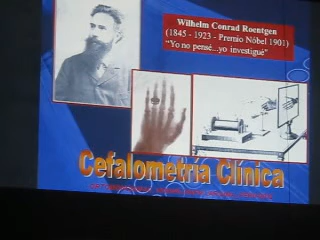 Wilhelm Conrad Roentgen
(1845 - 1923 - Premio Nóbel 1901)
“Yo no pensé...yo investigué”
Cefalometría Clínica